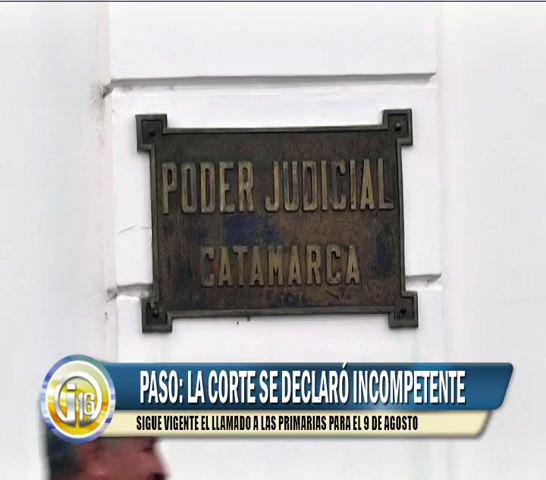 PODER JUDICIAL
CATAMARCA
PASO: LA CORTE SE DECLARÓ INCOMPETENTE
i16
SIGUE VIGENTE EL LLAMADO A LAS PRIMARIAS PARA EL 9 DE AGOSTO